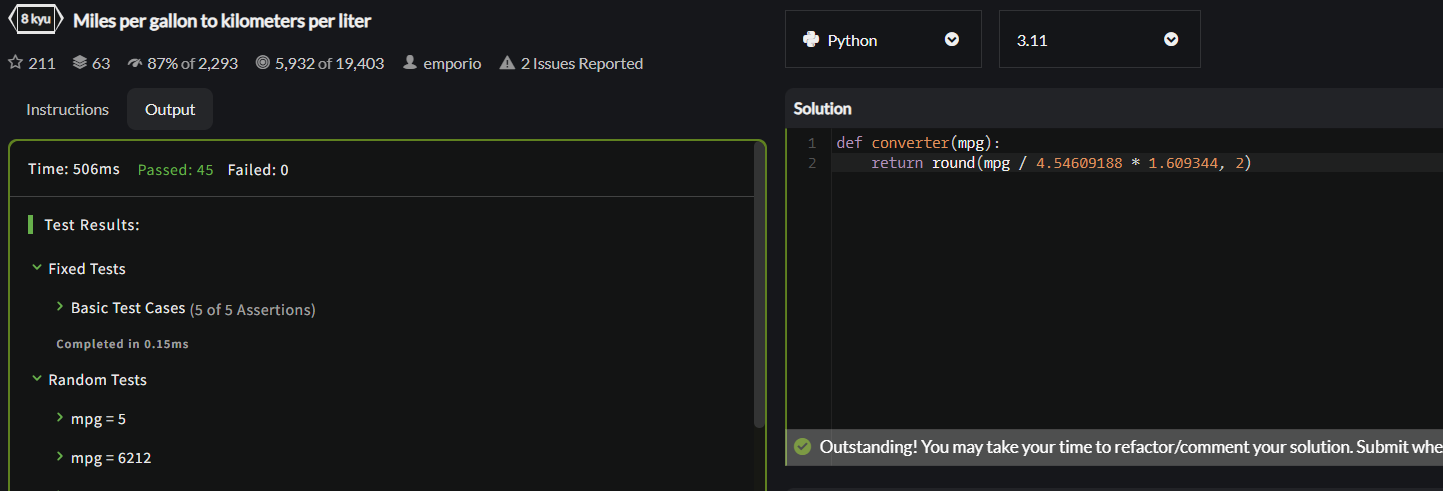 8 kyu Miles per gallon to kilometers per liter
211 63 87% of 2,293 5,932 of 19,403 emporio 2 Issues Reported
Instructions Output
Time: 506ms Passed: 45 Failed: 0
Test Results:
Fixed Tests
Basic Test Cases (5 of 5 Assertions)
Completed in 0.15ms
Random Tests
mpg = 5
mpg = 6212
Python 3.11
Solution
1 def converter(mpg):
2 return round(mpg / 4.54609188 * 1.609344, 2)
Outstanding! You may take your time to refactor/comment your solution. Submit whe